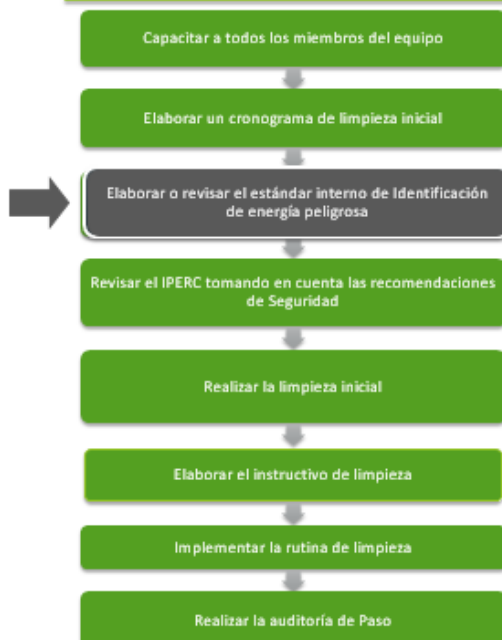 Capacitar a todos los miembros del equipo
Elaborar un cronograma de limpieza inicial
Elaborar o revisar el estándar interno de Identificación
de energía peligrosa
Revisar el IPERC tomando en cuenta las recomendaciones
de Seguridad
Realizar la limpieza inicial
Elaborar el instructivo de limpieza
Implementar la rutina de limpieza
Realizar la auditoría de Paso